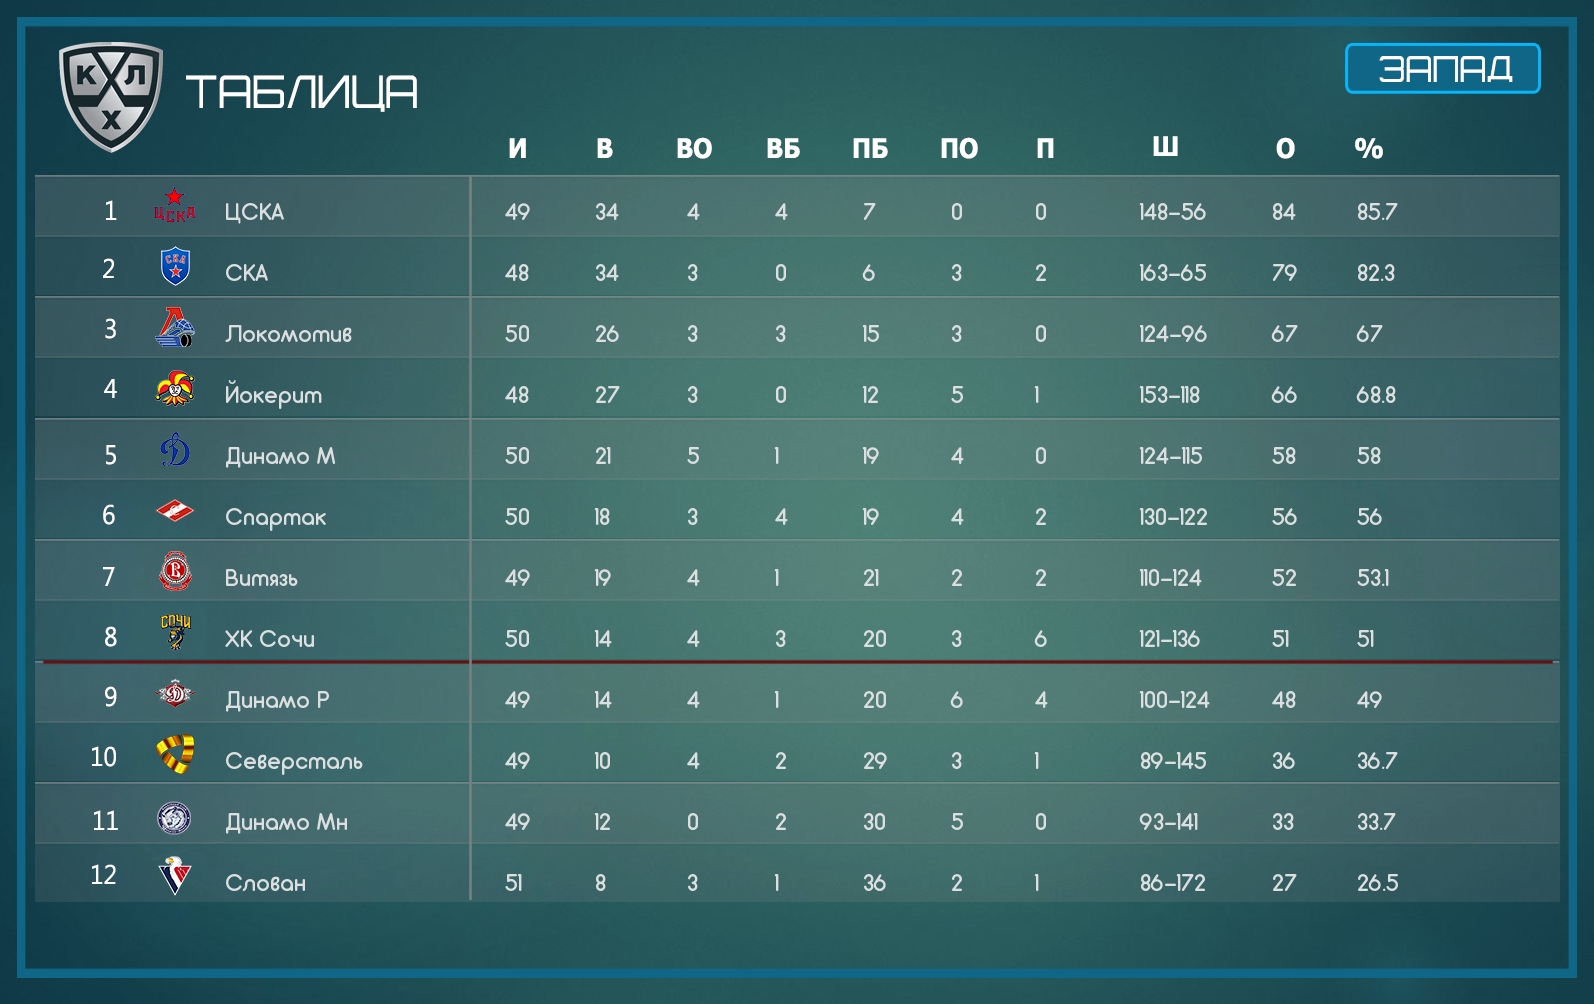 КХЛ
ТАБЛИЦА
ЗАПАД
И В ВО ВБ ПБ ПО П Ш О %
1 ЦСКА ЦСКА 49 34 4 4 7 0 0 148-56 84 85.7
2 СКА СКА 48 34 3 0 6 3 2 163-65 79 82.3
3 Локомотив 50 26 3 3 15 3 0 124-96 67 67
4 Йокерит 48 27 3 0 12 5 1 153-118 66 68.8
5 Д Динамо М 50 21 5 1 19 4 0 124-115 58 58
6 С Спартак 50 18 3 4 19 4 2 130-122 56 56
7 В Витязь 49 19 4 1 21 2 2 110-124 52 53.1
8 СОЧИ ХК Сочи 50 14 4 3 20 3 6 121-136 51 51
9 Д Динамо Р 49 14 4 1 20 6 4 100-124 48 49
10 Северсталь 49 10 4 2 29 3 1 89-145 36 36.7
11 Динамо Мн 49 12 0 2 30 5 0 93-141 33 33.7
12 Слован 51 8 3 1 36 2 1 86-172 27 26.5